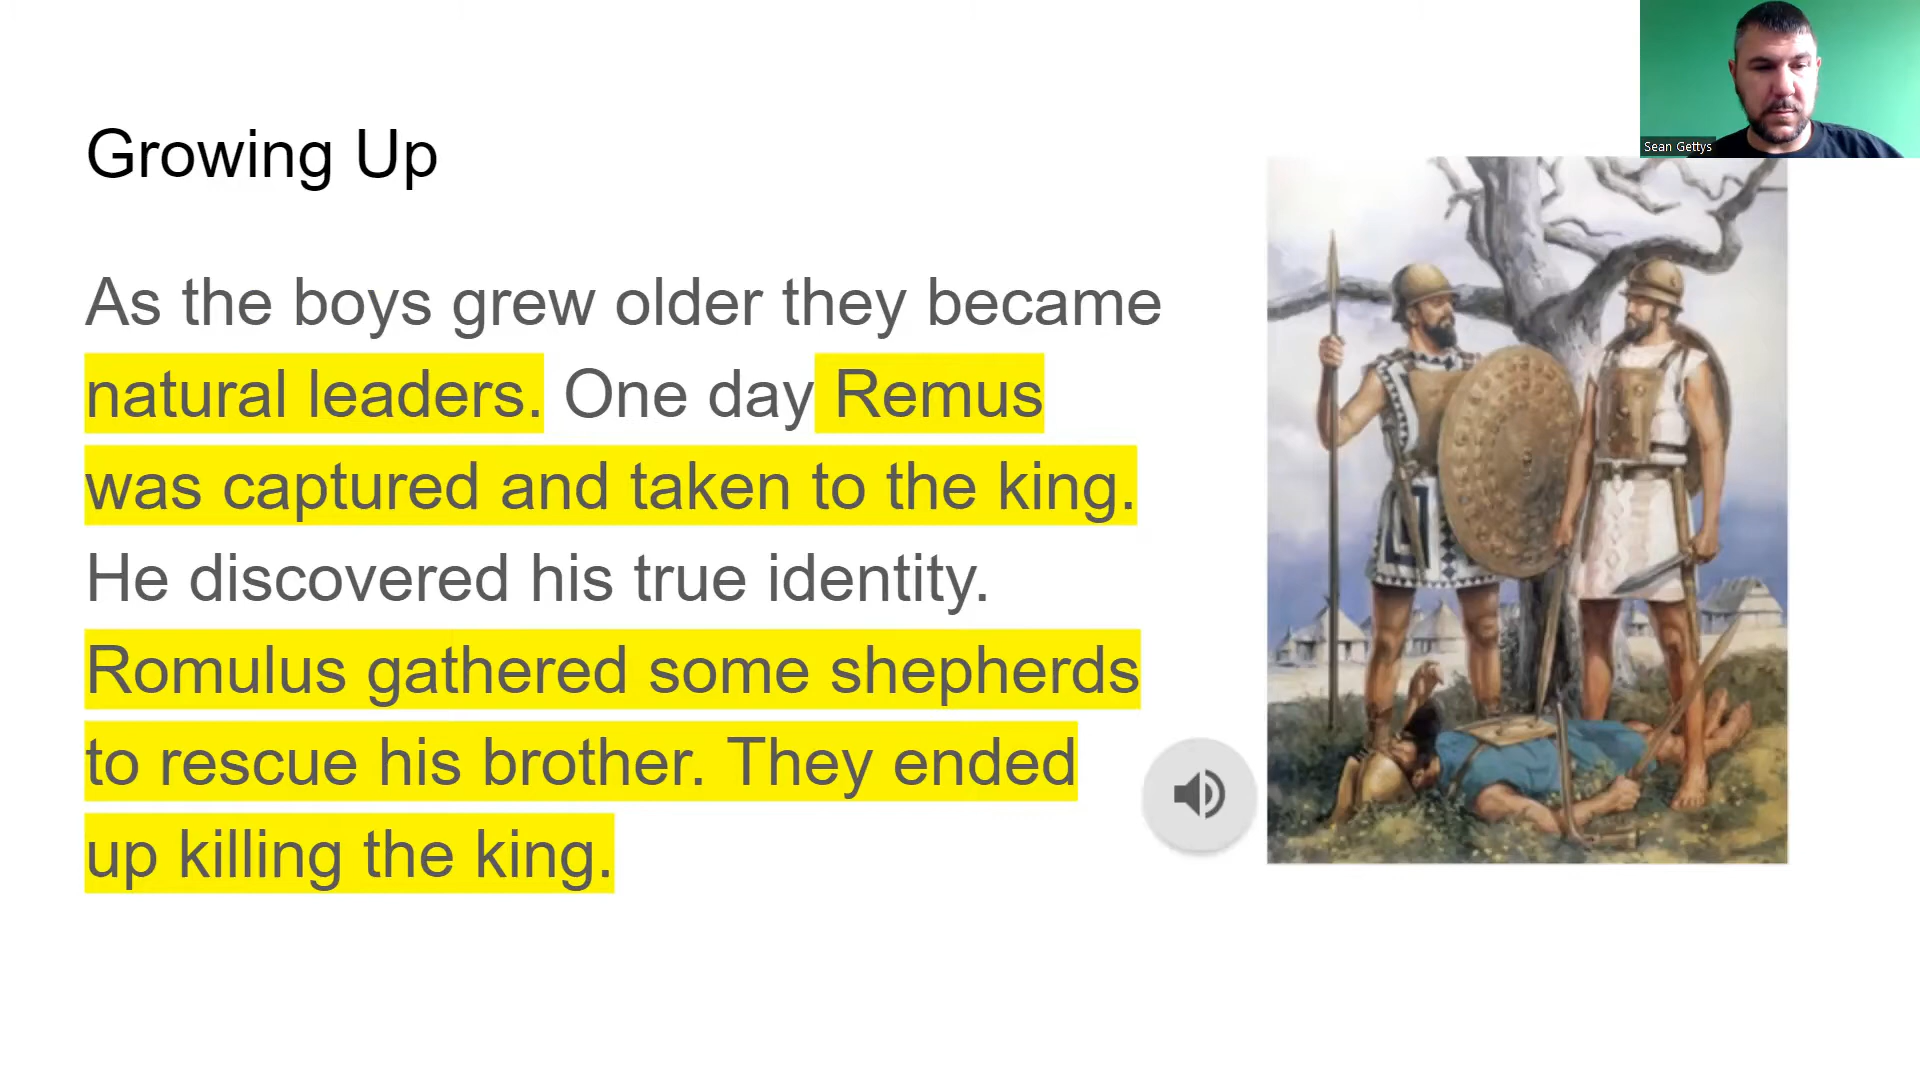 Sean Gettys
Growing Up
As the boys grew older they became
natural leaders. One day Remus
was captured and taken to the king.
He discovered his true identity.
Romulus gathered some shepherds
to rescue his brother. They ended
up killing the king.